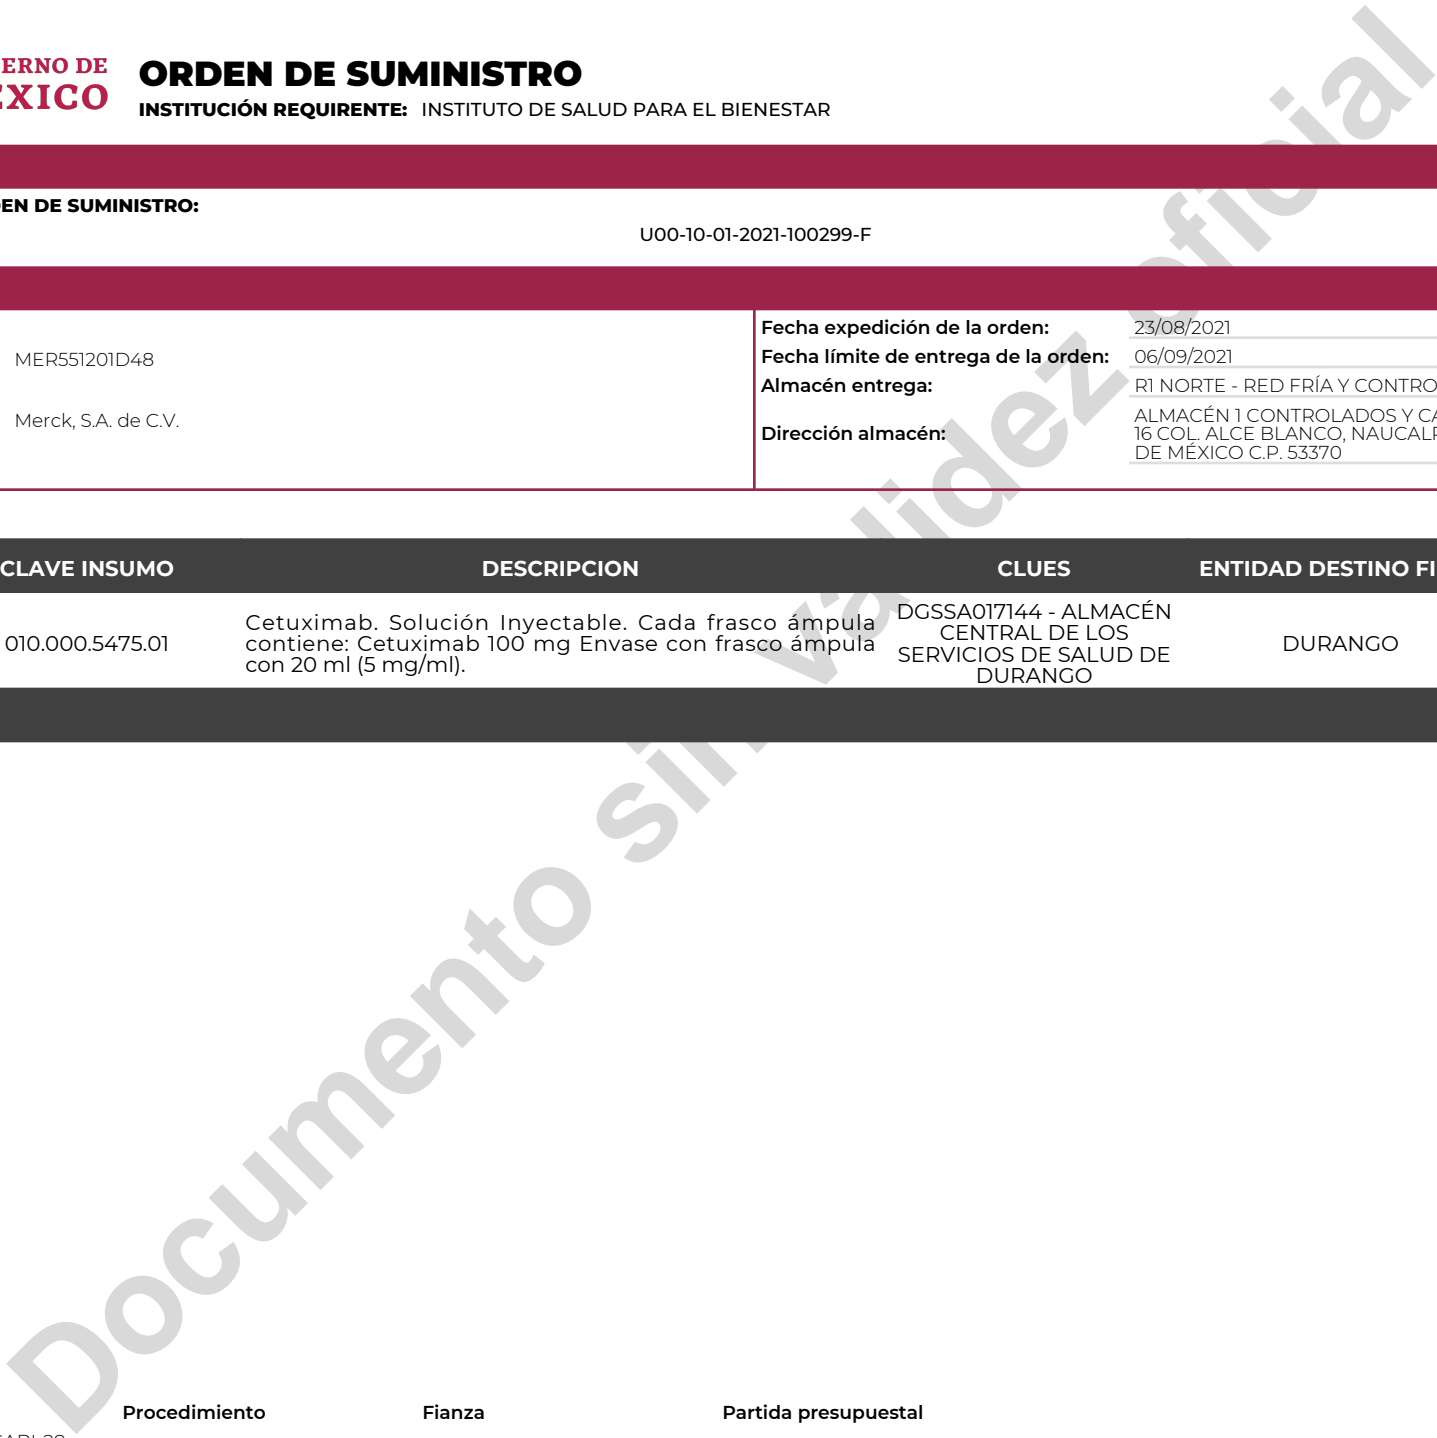 ERNO DE
ORDEN DE SUMINISTRO
INSTITUCIÓN REQUIRENTE: INSTITUTO DE SALUD PARA EL BIENESTAR
EN DE SUMINISTRO:
U00-10-01-2021-100299-F
MER551201D48
Merck, S.A. de C.V.
Fecha expedición de la orden: 23/08/2021
Fecha límite de entrega de la orden: 06/09/2021
Almacén entrega: R1 NORTE - RED FRÍA Y CONTRO
Dirección almacén:
ALMACÉN 1 CONTROLADOS Y CA
16 COL. ALCE BLANCO, NAUCALP
DE MÉXICO C.P. 53370
CLAVE INSUMO DESCRIPCION CLUES ENTIDAD DESTINO FI
010.000.5475.01
Cetuximab. Solución Inyectable. Cada frasco ámpula
contiene: Cetuximab 100 mg Envase con frasco ámpula
con 20 ml (5 mg/ml).
DGSSA017144 - ALMACÉN
CENTRAL DE LOS
SERVICIOS DE SALUD DE
DURANGO
DURANGO
Documento sin validez oficial
Procedimiento Fianza Partida presupuestal